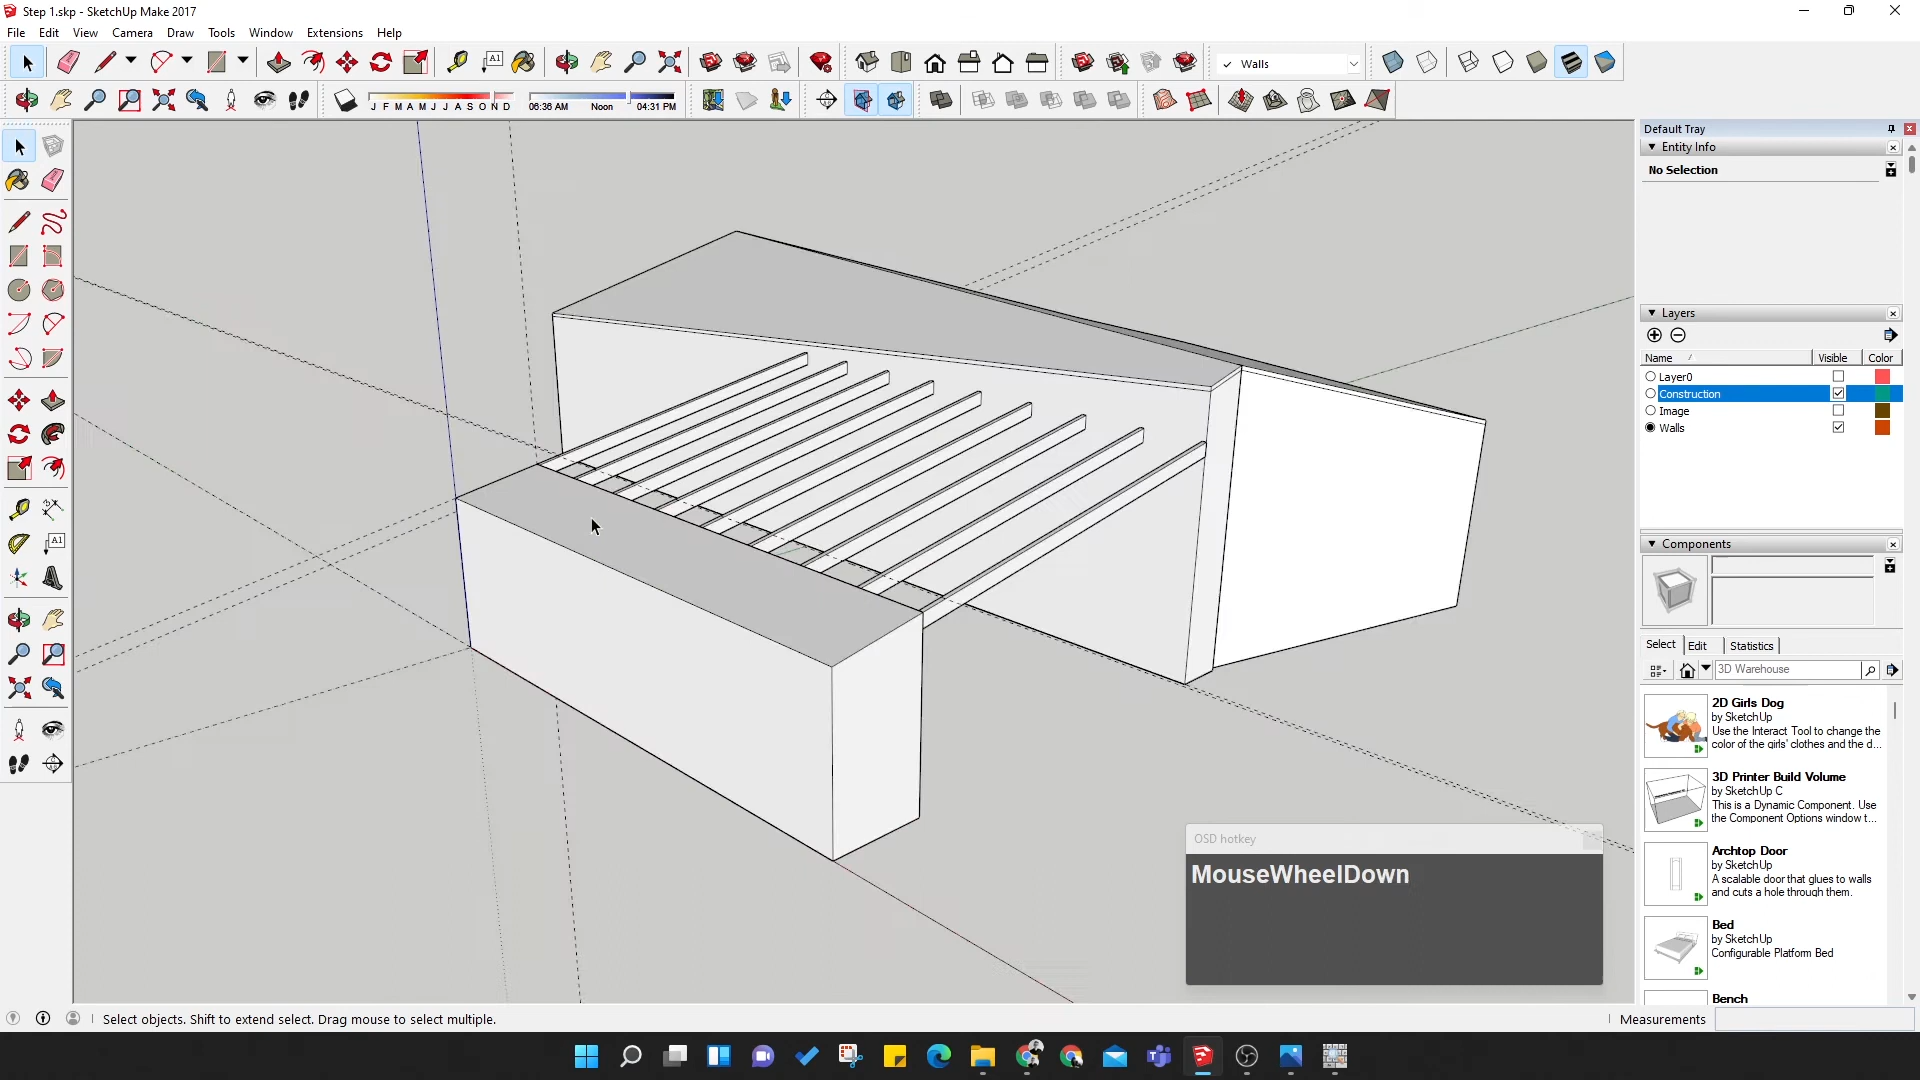 Step 1.skp - SketchUp Make 2017
File Edit View Camera Draw Tools Window Extensions Help
A1
✓ Walls
J F M A M J J A S O N D 06:36 AM Noon 04:31 PM
Default Tray
Entity Info
No Selection
Layers
Name Visible Color
Layer0
Construction
Image
Walls
A1
Components
Select Edit Statistics
3D Warehouse
2D Girls Dog
by SketchUp
Use the Interact Tool to change the
color of the girls' clothes and the d...
3D Printer Build Volume
by SketchUp C
This is a Dynamic Component. Use
the Component Options window t...
Archtop Door
by SketchUp
A scalable door that glues to walls
and cuts a hole through them.
Bed
by SketchUp
Configurable Platform Bed
Bench
OSD hotkey
MouseWheelDown
Select objects. Shift to extend select. Drag mouse to select multiple.
Measurements